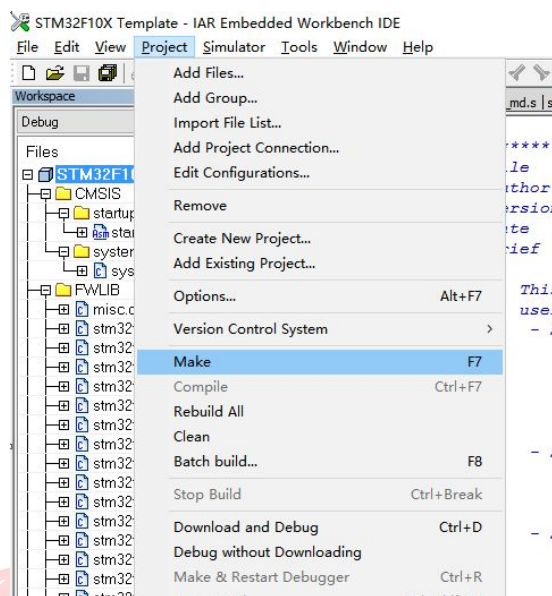 STM32F10X Template - IAR Embedded Workbench IDE
File Edit View Project Simulator Tools Window Help
Workspace
Debug
Files
CMSIS
FWLIB
misc.c
stm32
stm32
stm32
stm32
stm32
stm32
stm32
stm32
stm32
stm32
stm32
stm32
stm32
stm32
Add Files...
Add Group...
Import File List...
Add Project Connection...
Edit Configurations...
Remove
Create New Project...
Add Existing Project...
Options... Alt+F7
Version Control System >
Make F7
Compile Ctrl+F7
Rebuild All
Clean
Batch build... F8
Stop Build Ctrl+Break
Download and Debug Ctrl+D
Debug without Downloading
Make & Restart Debugger Ctrl+R
_md.s
****